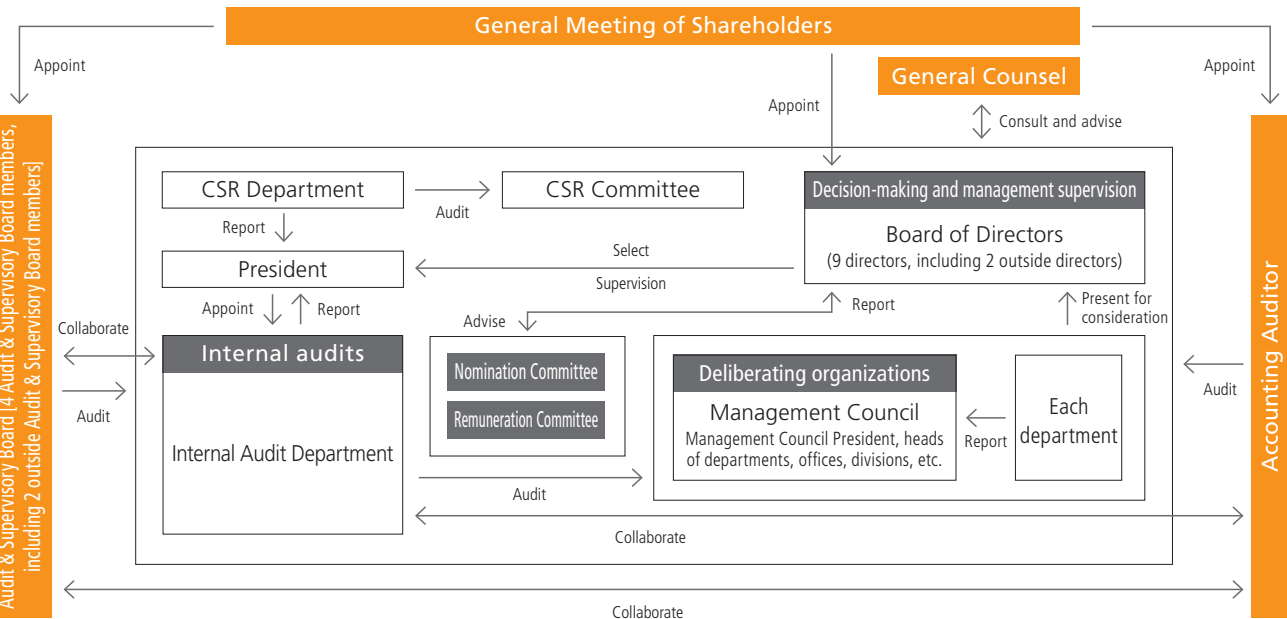 General Meeting of Shareholders
Appoint
Appoint
General Counsel
Appoint
Consult and advise
Audit & Supervisory Board [4 Audit & Supervisory Board members,
including 2 outside Audit & Supervisory Board members]
Accounting Auditor
CSR Department
Audit
CSR Committee
Decision-making and management supervision
Board of Directors
(9 directors, including 2 outside directors)
Report
Select
Supervision
President
Appoint
Report
Advise
Report
Present for
consideration
Collaborate
Audit
Internal audits
Internal Audit Department
Nomination Committee
Remuneration Committee
Deliberating organizations
Management Council
Management Council President, heads
of departments, offices, divisions, etc.
Report
Each
department
Audit
Audit
Collaborate
Collaborate